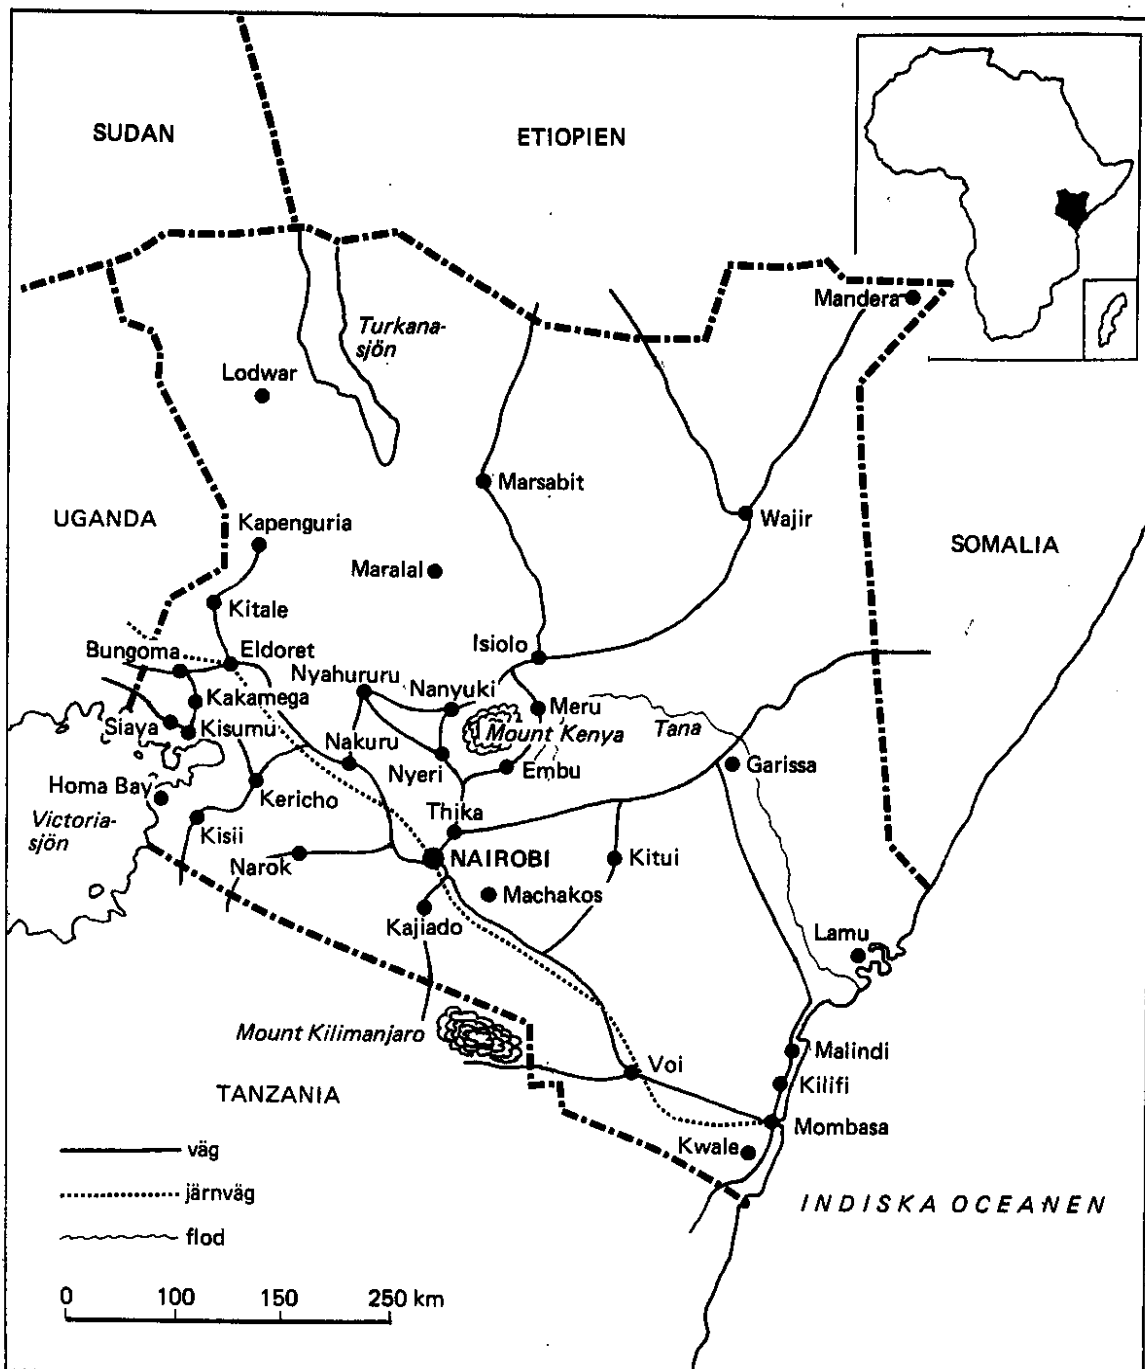 SUDAN
ETIOPIEN
Mandera
Turkana-
sjön
Lodwar
Marsabit
UGANDA
Kapenguria
Wajir
SOMALIA
Maralal
Kitale
Bungoma
Eldoret
Isiolo
Nyahururu
Nanyuki
Kakamega
Meru
Siaya
Kisumu
Mount Kenya
Tana
Nakuru
Nyeri
Embu
Garissa
Homa Bay
Kericho
Victoria-
sjön
Kisii
Thika
Narok
NAIROBI
Kitui
Machakos
Kajiado
Lamu
Mount Kilimanjaro
Malindi
Voi
Kilifi
TANZANIA
Mombasa
väg
Kwale
järnväg
INDISKA OCEANEN
flod
0 100 150 250 km